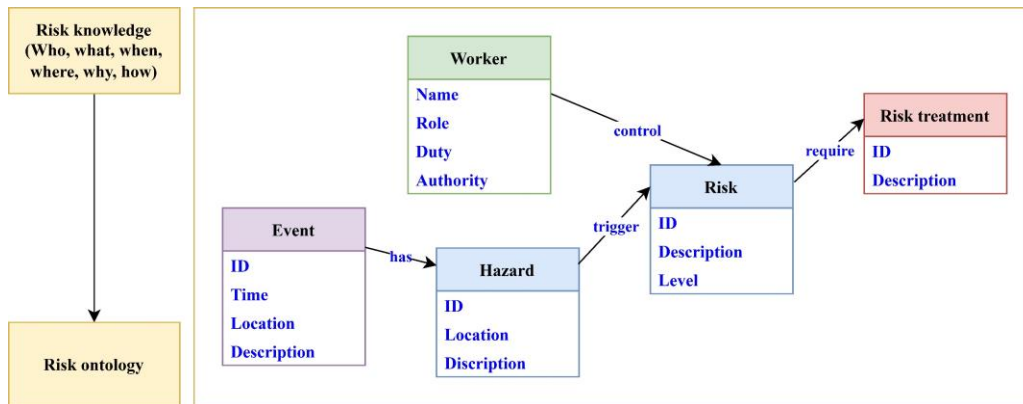 Risk knowledge
(Who, what, when,
where, why, how)
Risk ontology
Worker
Name
Role
Duty
Authority
control
Risk treatment
ID
Description
require
Risk
ID
Description
Level
trigger
Event
ID
Time
Location
Description
has
Hazard
ID
Location
Discription